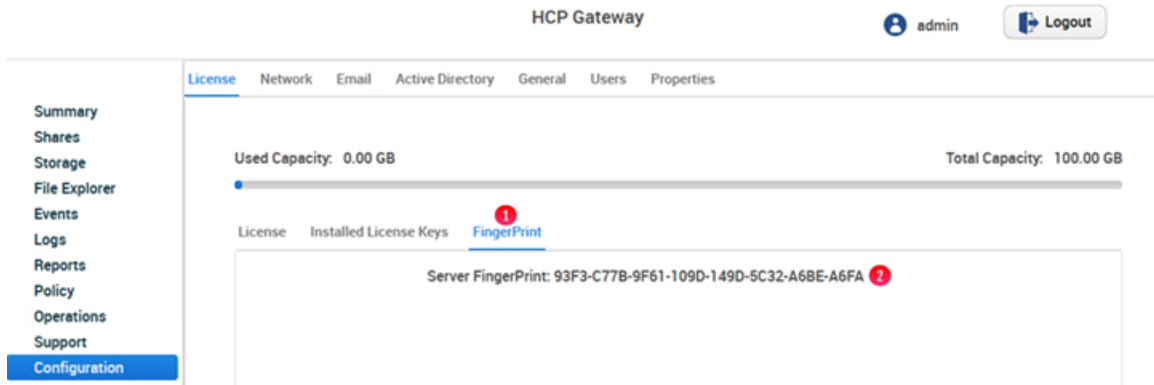 HCP Gateway
admin
Logout
License Network Email Active Directory General Users Properties
Summary
Shares
Storage
File Explorer
Events
Logs
Reports
Policy
Operations
Support
Configuration
Used Capacity: 0.00 GB
Total Capacity: 100.00 GB
1
License Installed License Keys FingerPrint
Server FingerPrint: 93F3-C77B-9F61-109D-149D-5C32-A6BE-A6FA 2